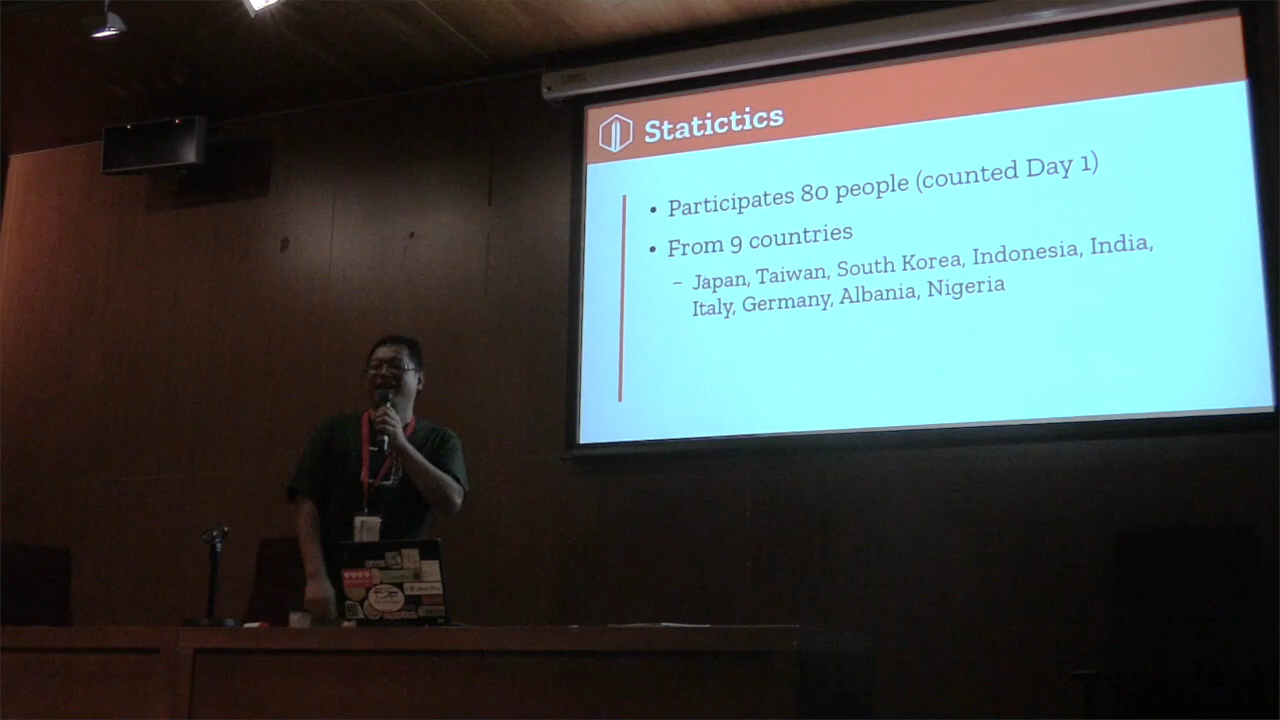 Statictics
• Participates 80 people (counted Day 1)
• From 9 countries
– Japan, Taiwan, South Korea, Indonesia, India,
Italy, Germany, Albania, Nigeria